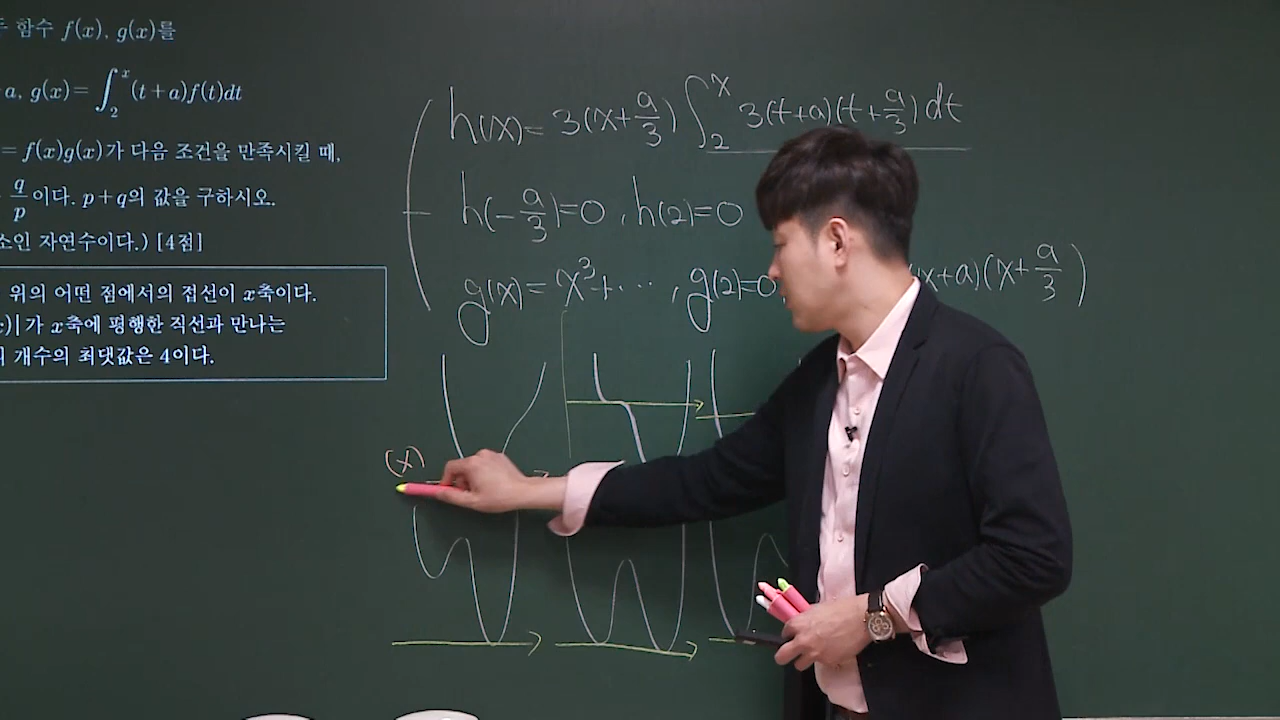 두 함수 f(x), g(x)를
a, g(x)=∫₂ˣ(t+a)f(t)dt
=f(x)g(x)가 다음 조건을 만족시킬 때,
q/p 이다. p+q의 값을 구하시오.
소인 자연수이다.) [4점]
위의 어떤 점에서의 접선이 x축이다.
)|가 x축에 평행한 직선과 만나는
의 개수의 최댓값은 4이다.
h(x)=3(x+a/3)∫₂ˣ3(t+a)(t+a/3)dt
h(-a/3)=0, h(2)=0
g(x)=x³+⋯, g(2)=0
(x+a)(x+a/3))
(x)